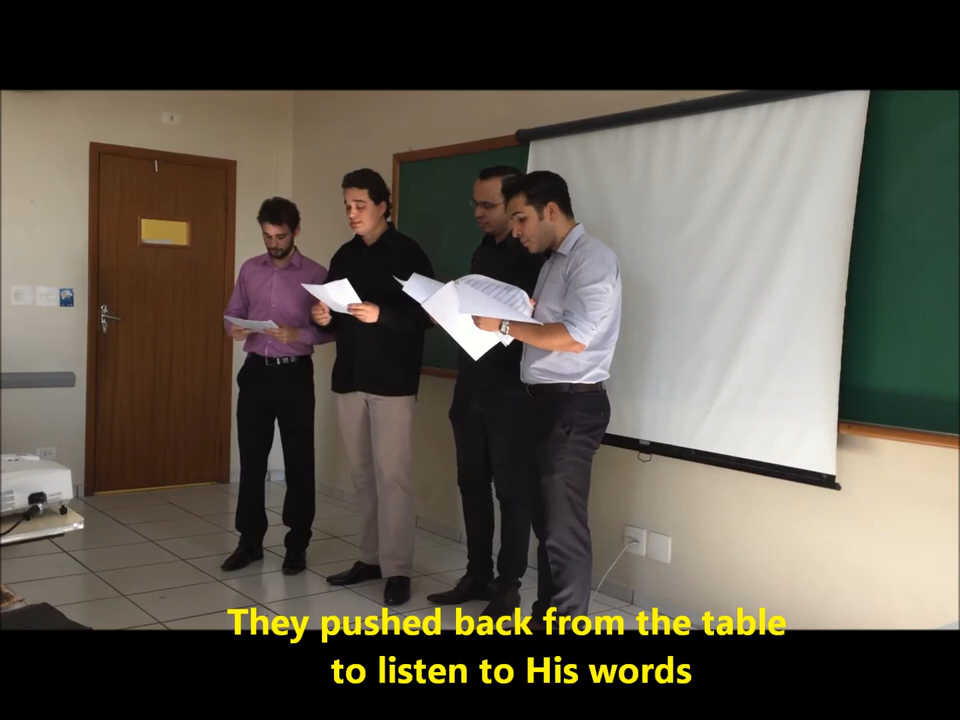 They pushed back from the table
to listen to His words